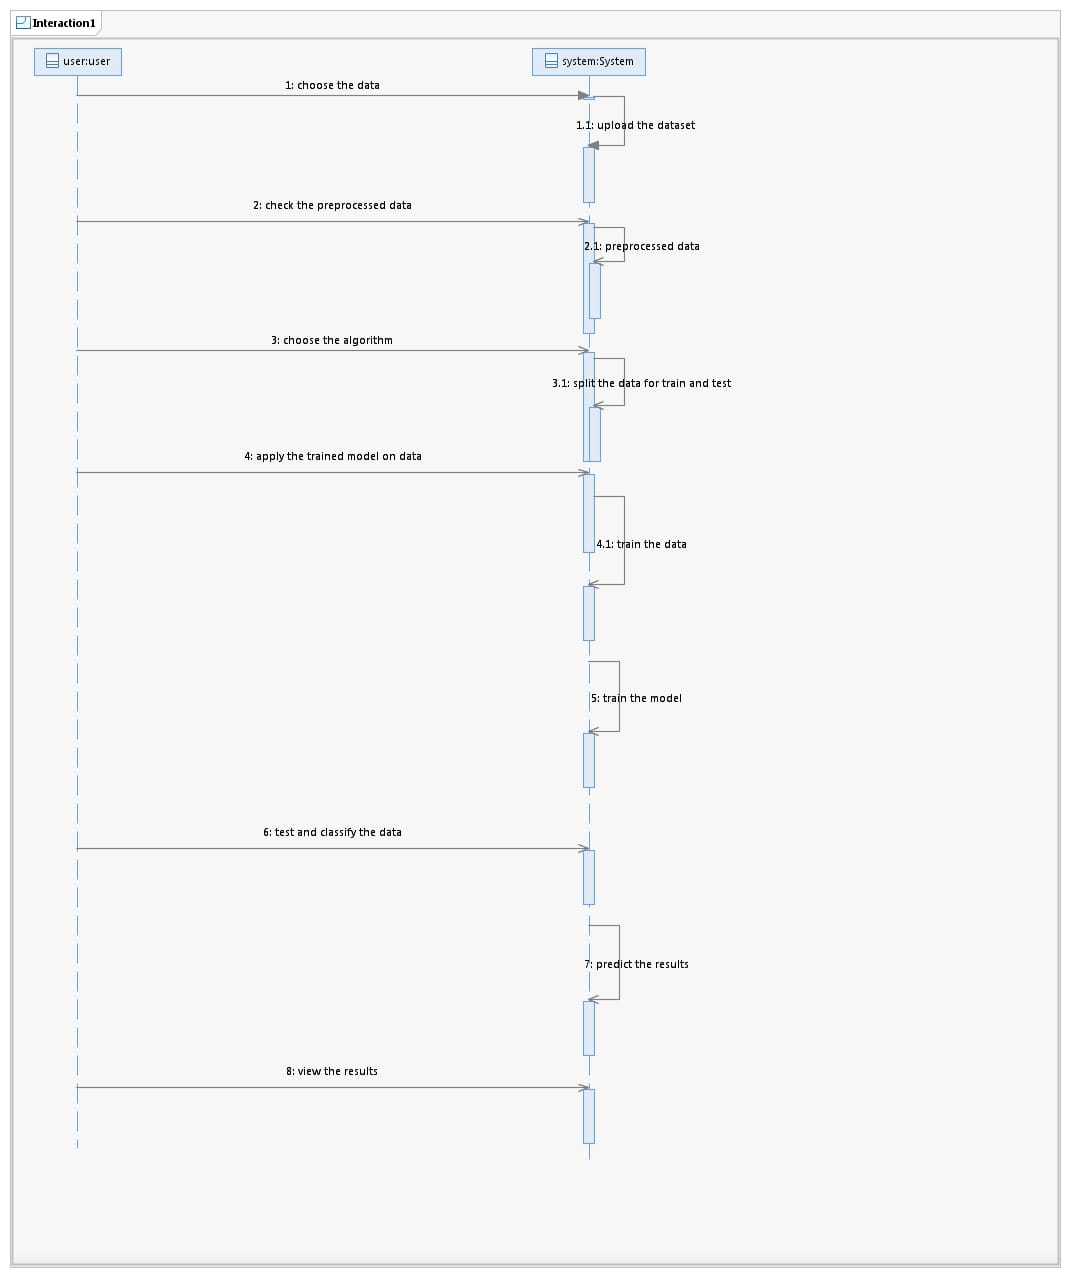 Interaction1
user:user
system:System
1: choose the data
1.1: upload the dataset
2: check the preprocessed data
2.1: preprocessed data
3: choose the algorithm
3.1: split the data for train and test
4: apply the trained model on data
4.1: train the data
5: train the model
6: test and classify the data
7: predict the results
8: view the results